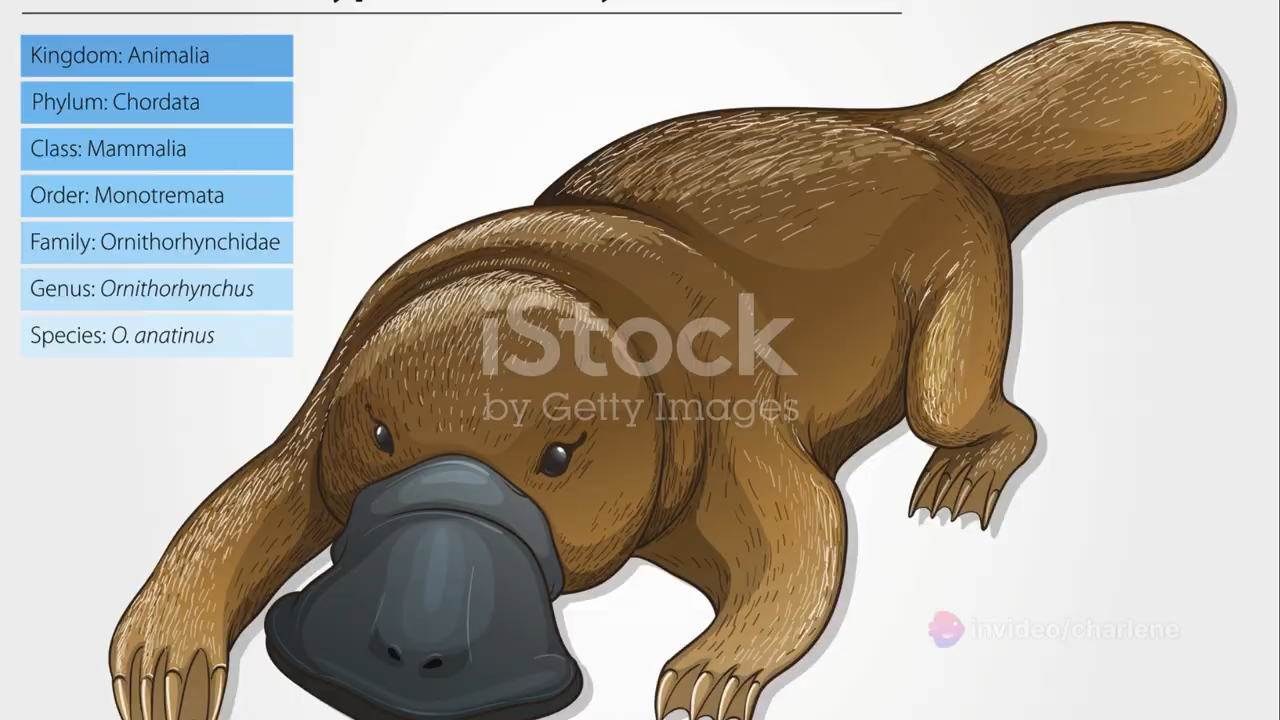 Kingdom: Animalia
Phylum: Chordata
Class: Mammalia
Order: Monotremata
Family: Ornithorhynchidae
Genus: Ornithorhynchus
Species: O. anatinus
iStock
by Getty Images
invideo/charlene